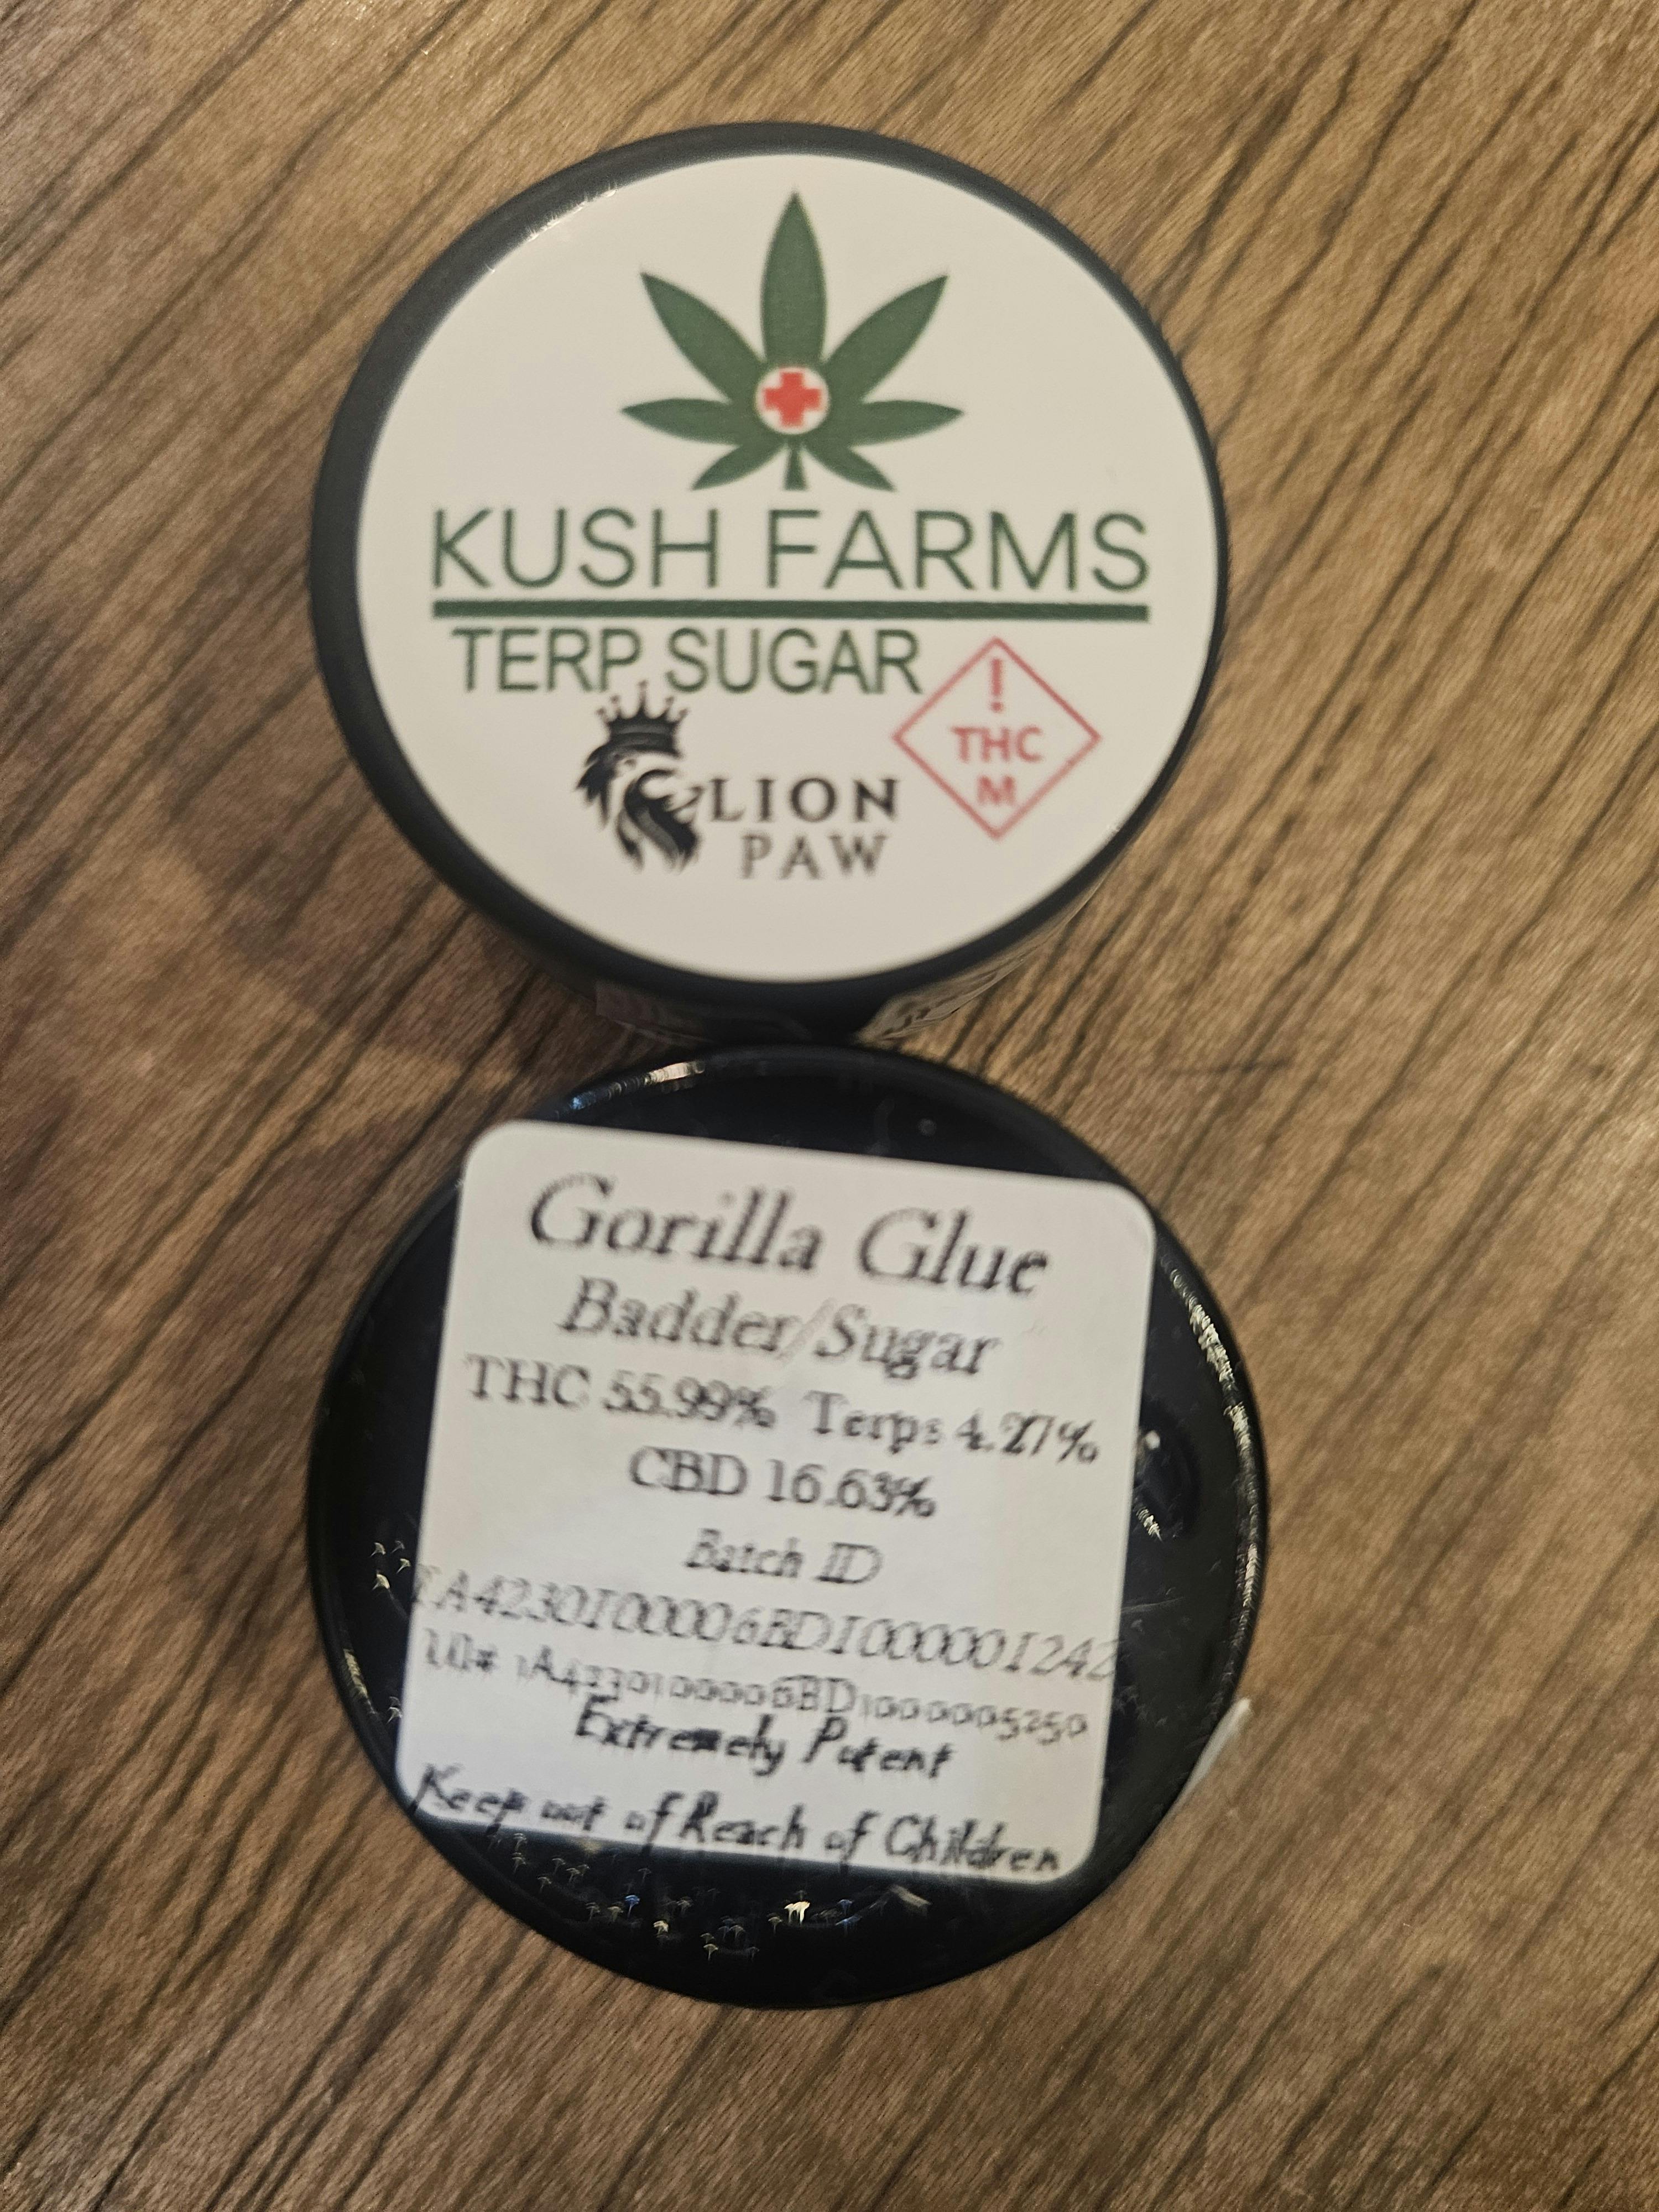 KUSH FARMS
TERP SUGAR
!
THC
M
LION
PAW
Gorilla Glue
Badder/Sugar
THC 55.99% Terps 4.27%
CBD 16.63%
Batch ID
1A42301000006BD1000001242
Extremely Potent
Keep out of Reach of Children